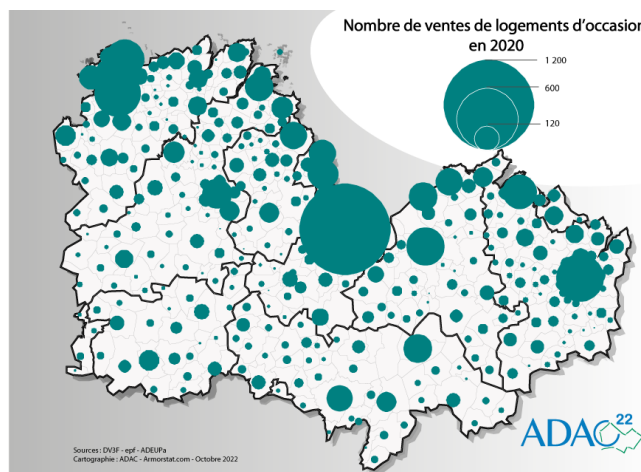 Nombre de ventes de logements d'occasion
en 2020
1 200
600
120
ADAC 22
Sources : DV3F - epf - ADEUPa
Cartographie : ADAC - Armorstat.com - Octobre 2022